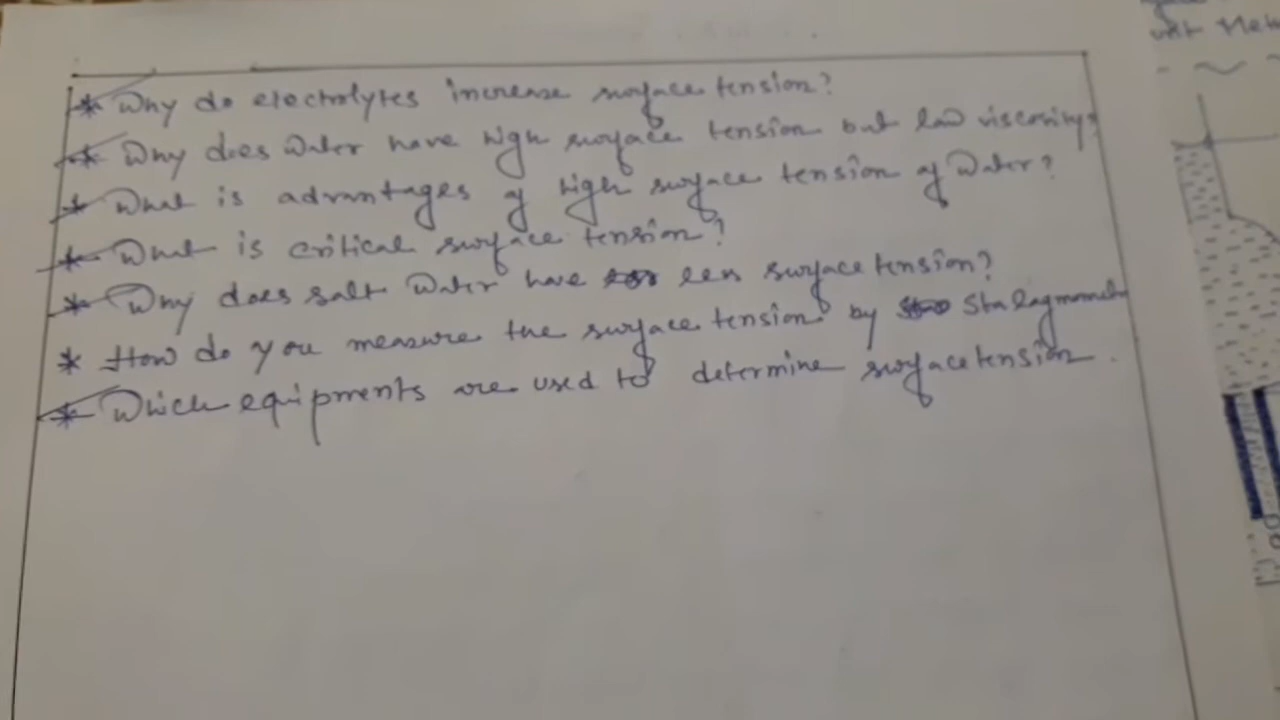 * Why do electrolytes increase surface tension?
* Why does Water have high surface tension but low viscosity?
* What is advantages of high surface tension of Water?
* What is critical surface tension?
* Why does salt Water have less surface tension?
* How do you measure the surface tension by Stalagmomet
* Which equipments are used to determine surface tension.